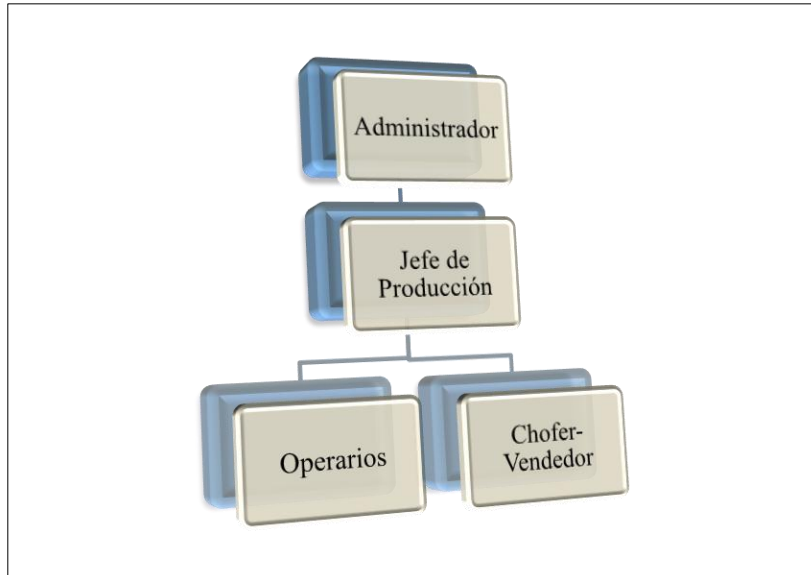 Administrador
Jefe de
Producción
Operarios
Chofer-
Vendedor